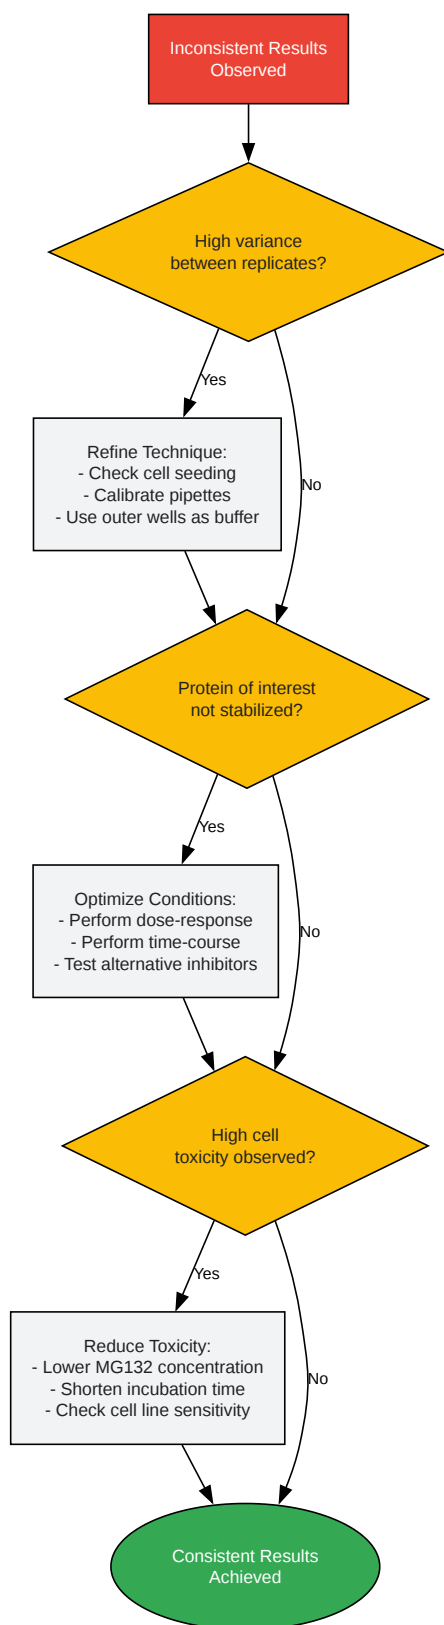 Inconsistent Results
Observed
High variance
between replicates?
Yes
Refine Technique:
- Check cell seeding
- Calibrate pipettes
- Use outer wells as buffer
No
Protein of interest
not stabilized?
Yes
Optimize Conditions:
- Perform dose-response
- Perform time-course
- Test alternative inhibitors
No
High cell
toxicity observed?
Yes
Reduce Toxicity:
- Lower MG132 concentration
- Shorten incubation time
- Check cell line sensitivity
No
Consistent Results
Achieved